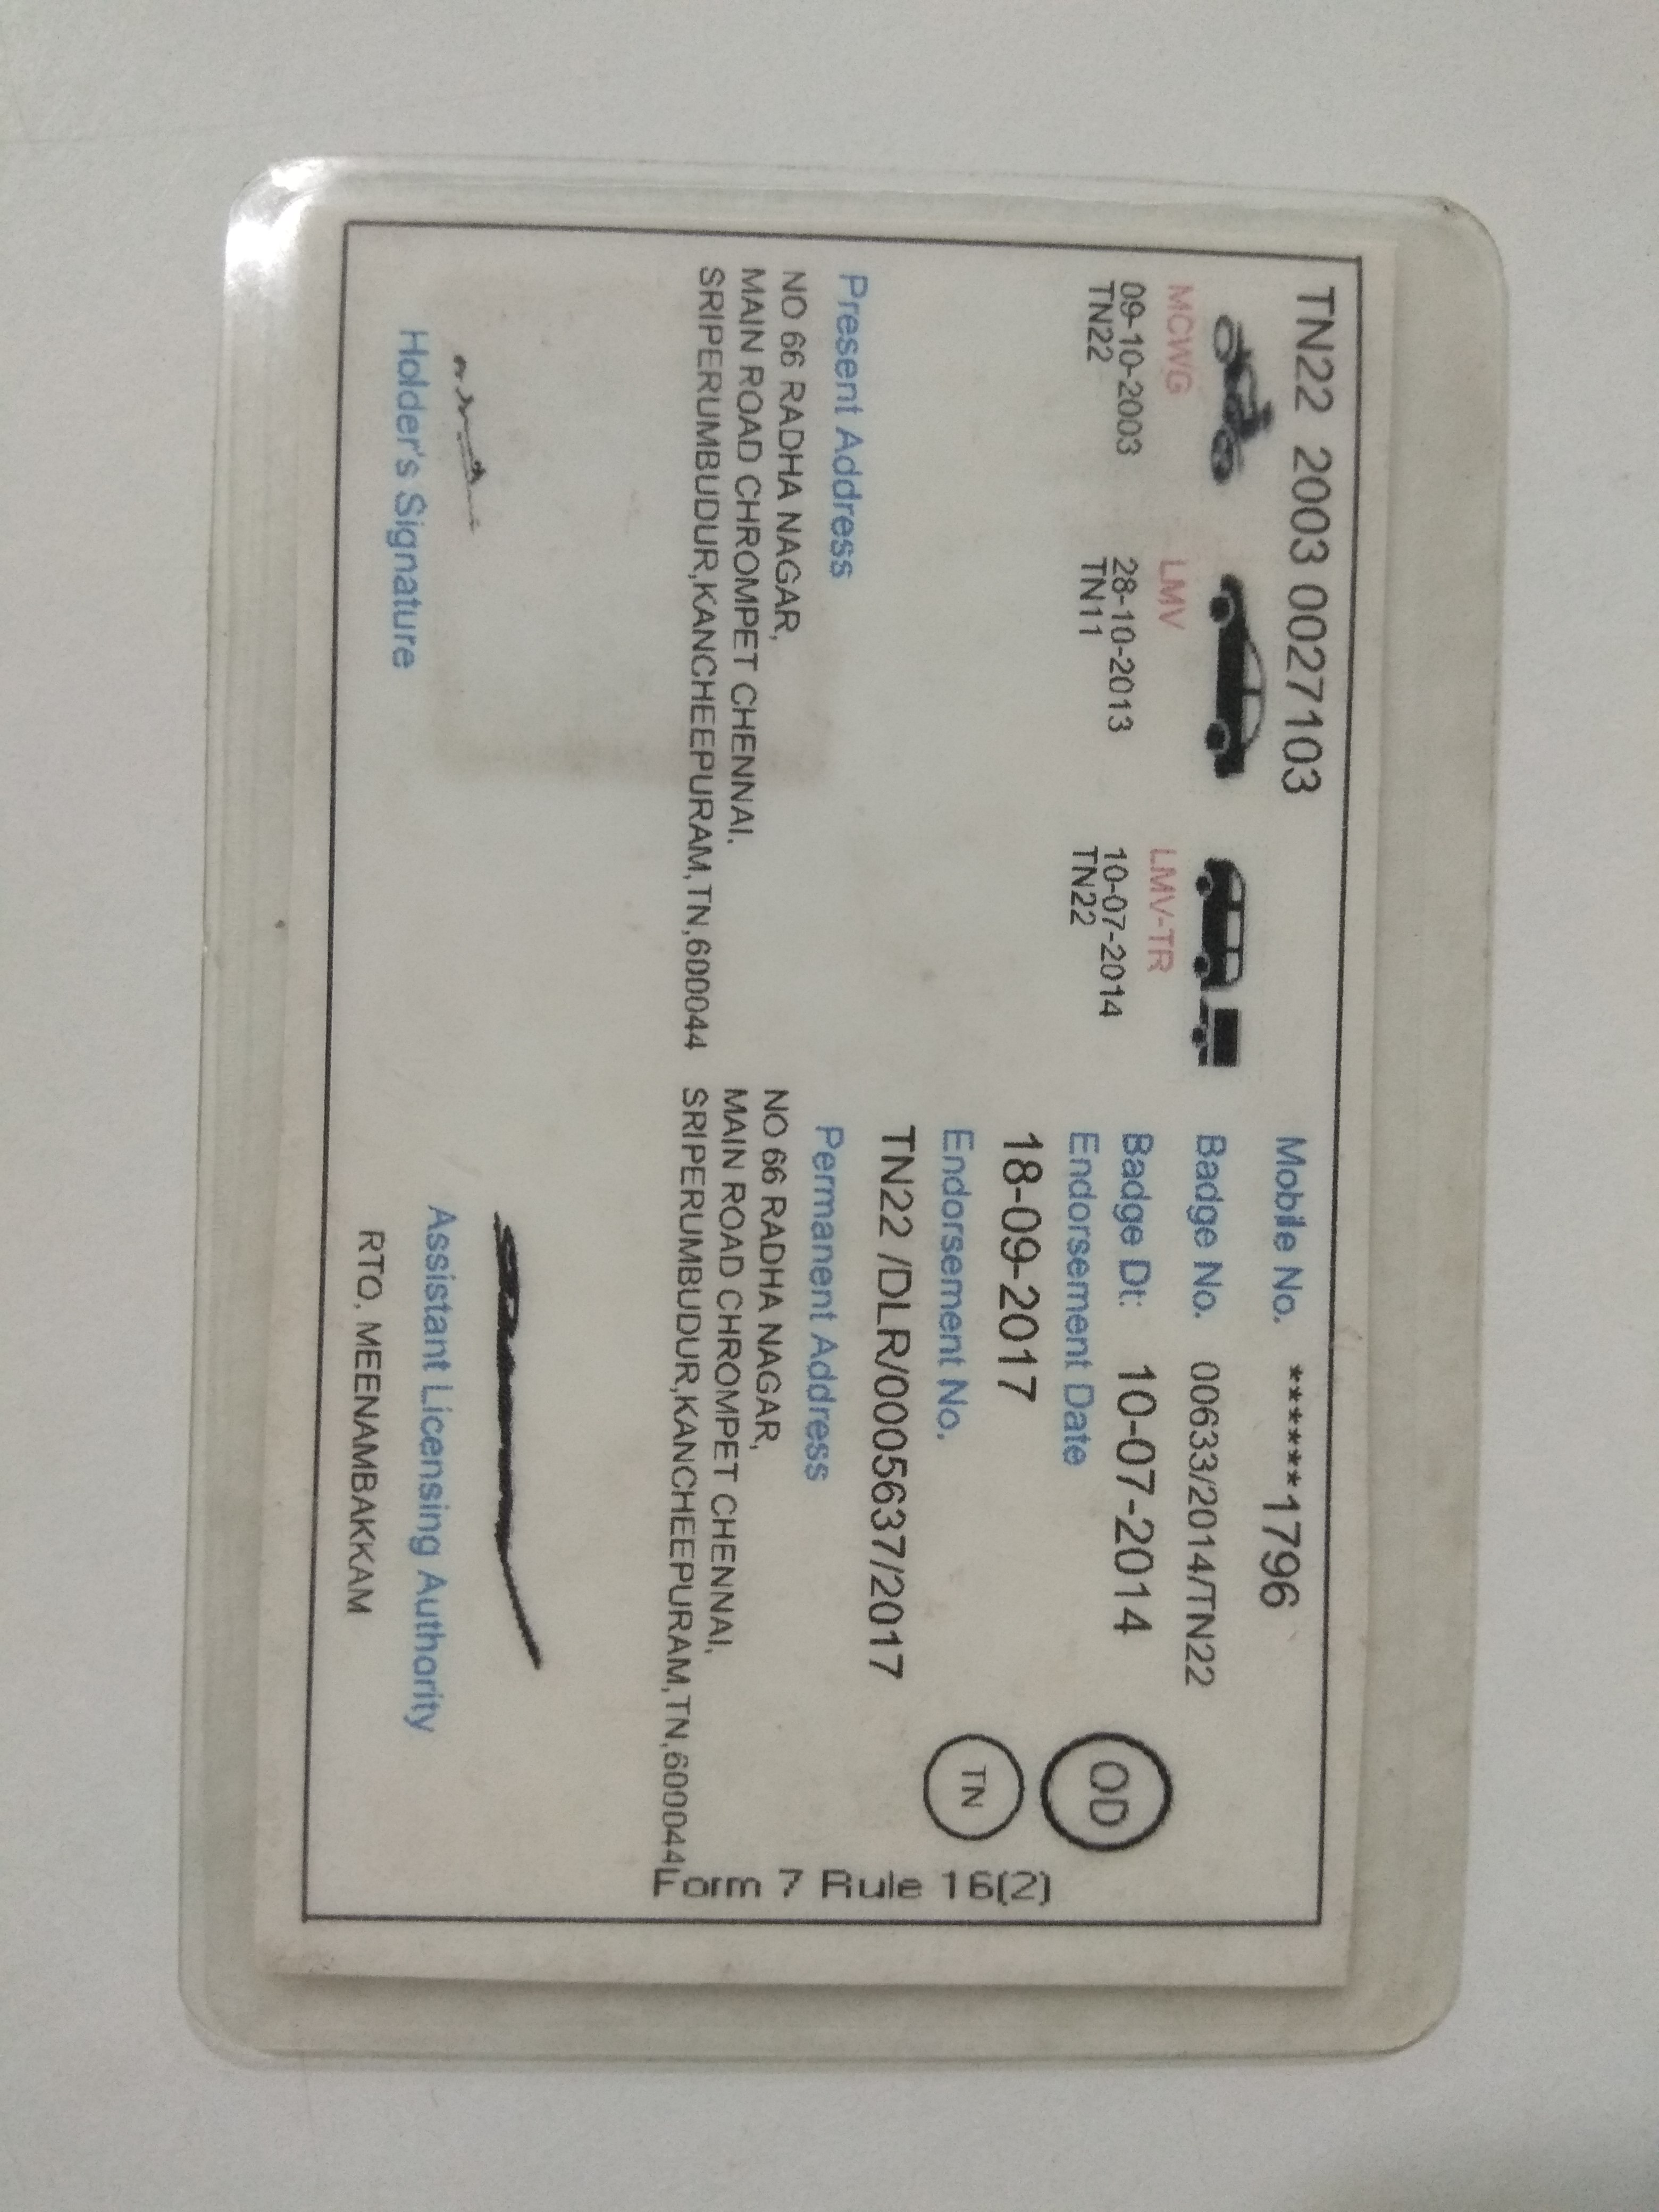 TN22 2003 0027103
Mobile No. ******1796
MCWG
LMV
LMV-TR
Badge No. 00633/2014/TN22
09-10-2003
28-10-2013
10-07-2014
Badge Dt: 10-07-2014
TN22
TN11
TN22
Endorsement Date
18-09-2017
OD
Endorsement No.
TN
TN22 /DLR/0005637/2017
Present Address
Permanent Address
NO 66 RADHA NAGAR,
MAIN ROAD CHROMPET CHENNAI.
SRIPERUMBUDUR,KANCHEEPURAM,TN,600044
NO 66 RADHA NAGAR,
MAIN ROAD CHROMPET CHENNAI.
SRIPERUMBUDUR,KANCHEEPURAM,TN,600044
Form 7 Rule 16(2)
Holder's Signature
Assistant Licensing Authority
RTO, MEENAMBAKKAM